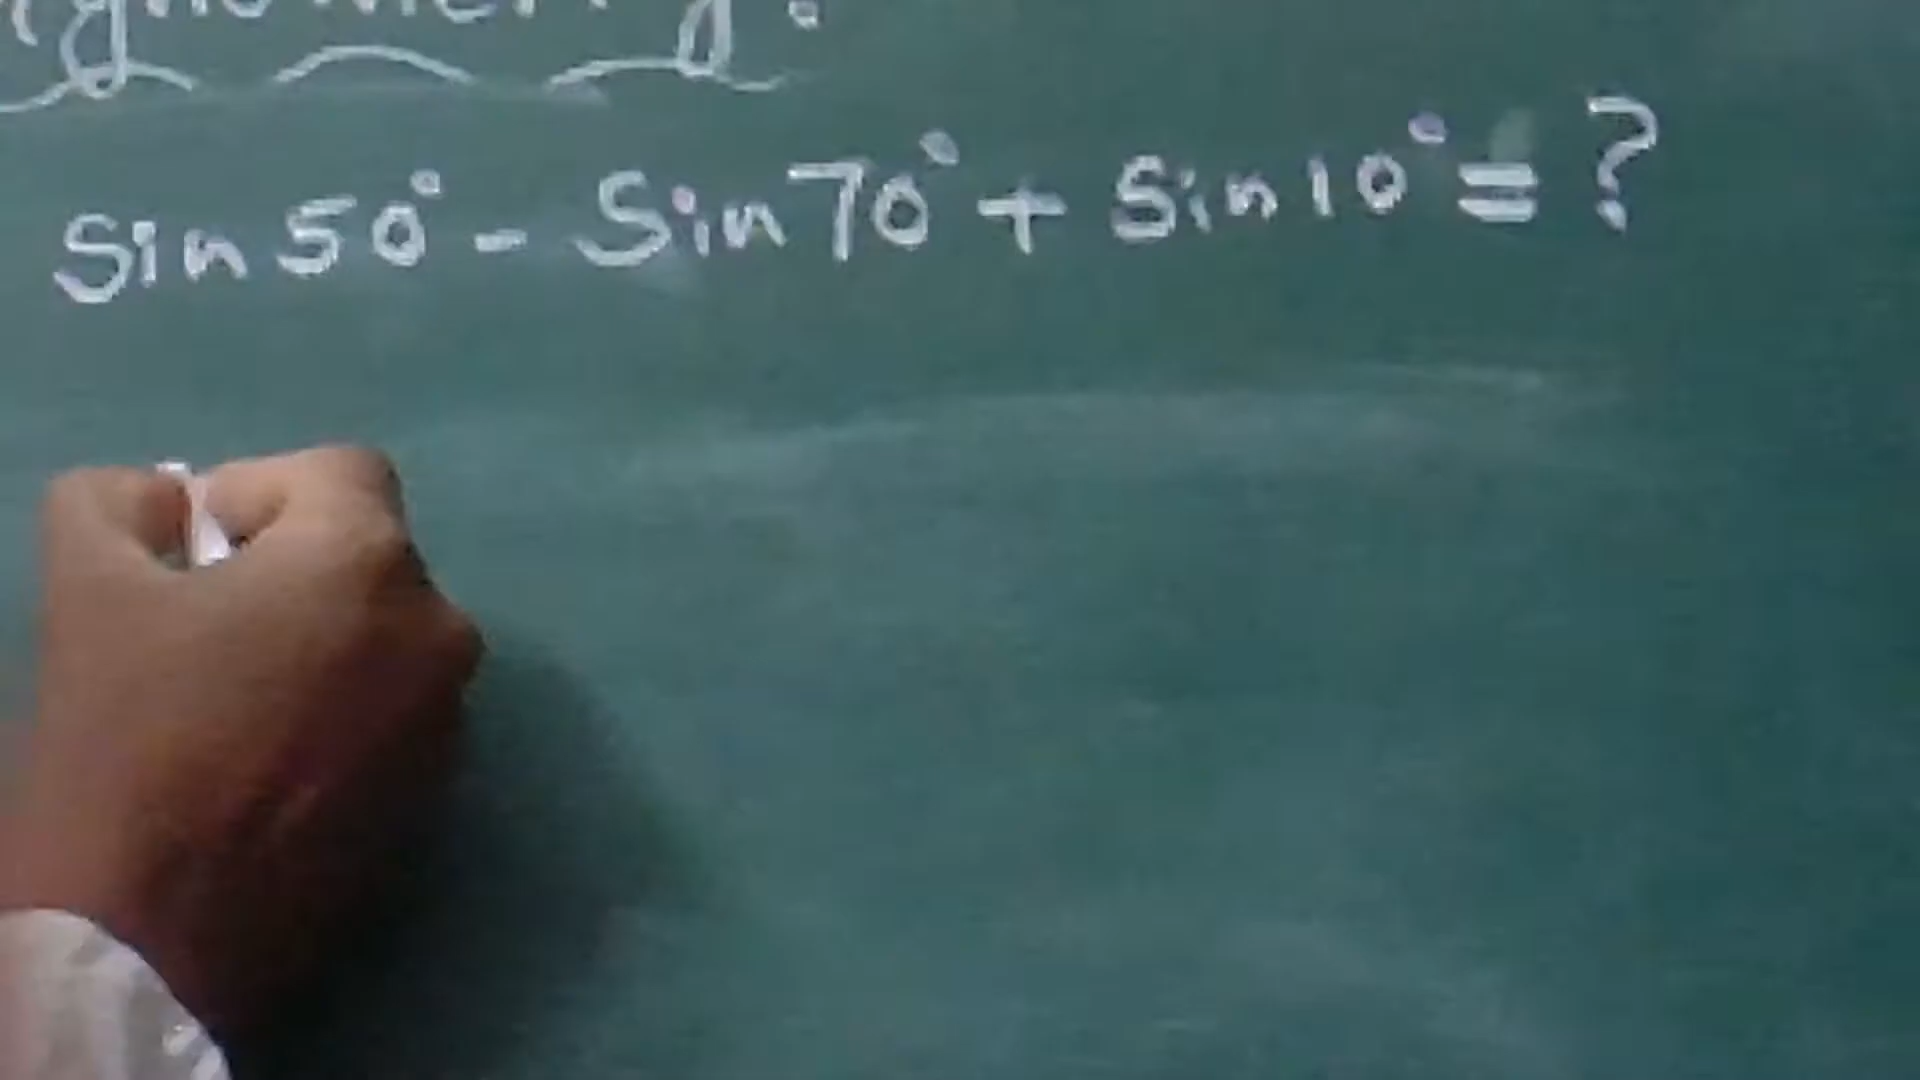 sin 50° - sin 70° + sin 10° = ?